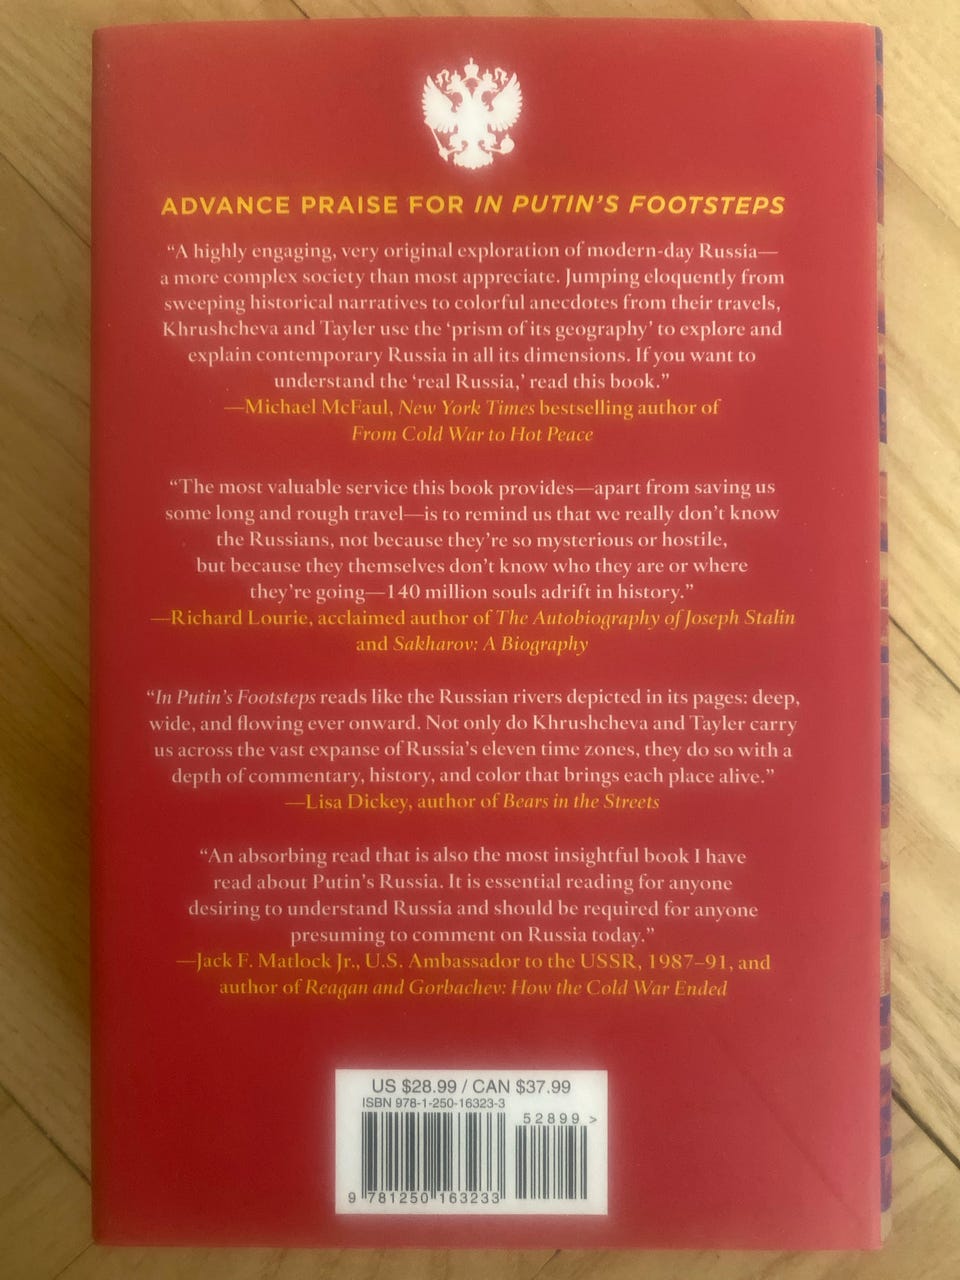 ADVANCE PRAISE FOR IN PUTIN'S FOOTSTEPS
“A highly engaging, very original exploration of modern-day Russia—
a more complex society than most appreciate. Jumping eloquently from
sweeping historical narratives to colorful anecdotes from their travels,
Khrushcheva and Tayler use the ‘prism of its geography’ to explore and
explain contemporary Russia in all its dimensions. If you want to
understand the ‘real Russia,’ read this book.”
—Michael McFaul, New York Times bestselling author of
From Cold War to Hot Peace
“The most valuable service this book provides—apart from saving us
some long and rough travel—is to remind us that we really don’t know
the Russians, not because they’re so mysterious or hostile,
but because they themselves don’t know who they are or where
they’re going—140 million souls adrift in history.”
—Richard Lourie, acclaimed author of The Autobiography of Joseph Stalin
and Sakharov: A Biography
“In Putin’s Footsteps reads like the Russian rivers depicted in its pages: deep,
wide, and flowing ever onward. Not only do Khrushcheva and Tayler carry
us across the vast expanse of Russia’s eleven time zones, they do so with a
depth of commentary, history, and color that brings each place alive.”
—Lisa Dickey, author of Bears in the Streets
“An absorbing read that is also the most insightful book I have
read about Putin’s Russia. It is essential reading for anyone
desiring to understand Russia and should be required for anyone
presuming to comment on Russia today.”
—Jack F. Matlock Jr., U.S. Ambassador to the USSR, 1987–91, and
author of Reagan and Gorbachev: How the Cold War Ended
US $28.99 / CAN $37.99
ISBN 978-1-250-16323-3
52899>
9 781250 163233